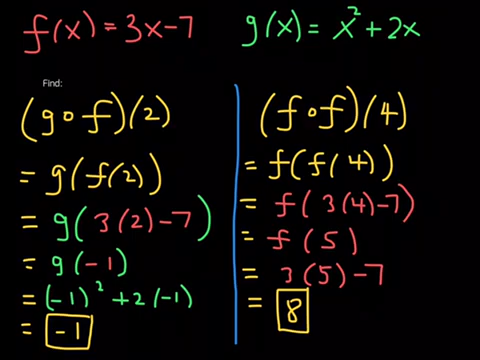 f(x) = 3x-7
g(x) = x² + 2x
Find:
(g∘f)(2)
= g(f(2))
= g(3(2)-7)
= g(-1)
= (-1)² + 2(-1)
= -1
(f∘f)(4)
= f(f(4))
= f(3(4)-7)
= f(5)
= 3(5)-7
= 8